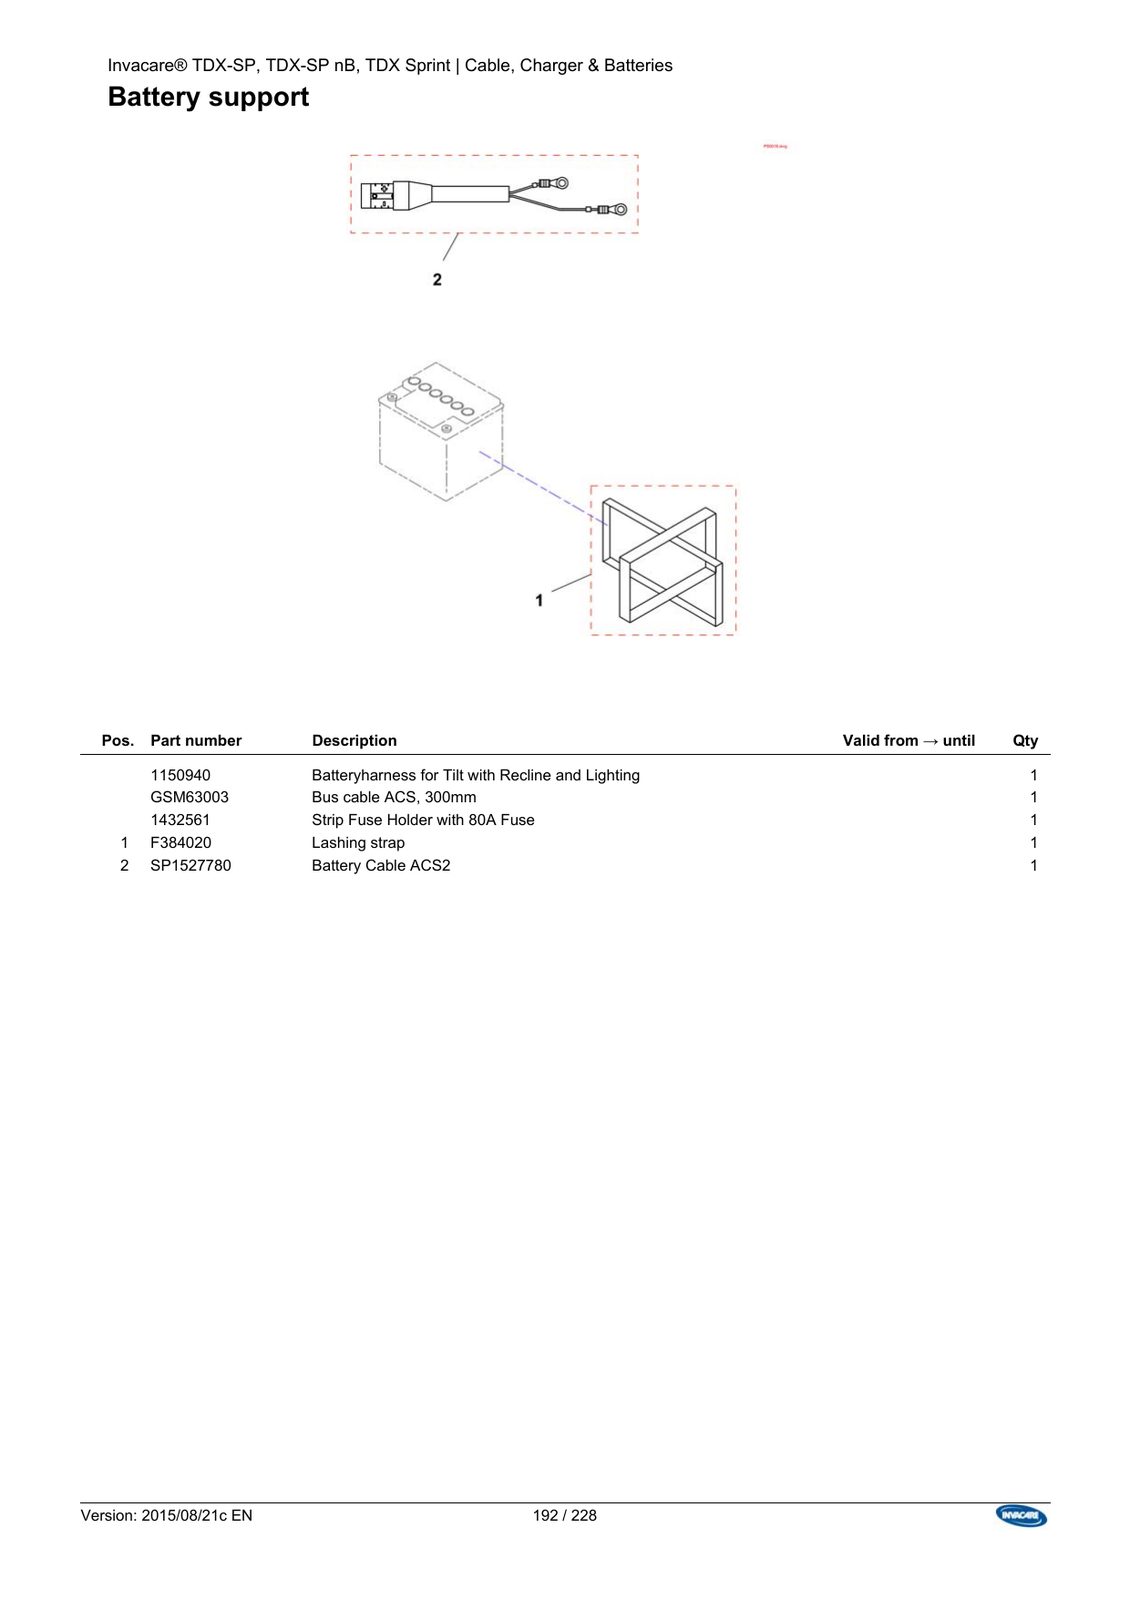 Invacare® TDX-SP, TDX-SP nB, TDX Sprint | Cable, Charger & Batteries
Battery support
2
1
Pos. Part number Description Valid from → until Qty
1150940 Batteryharness for Tilt with Recline and Lighting 1
GSM63003 Bus cable ACS, 300mm 1
1432561 Strip Fuse Holder with 80A Fuse 1
1 F384020 Lashing strap 1
2 SP1527780 Battery Cable ACS2 1
Version: 2015/08/21c EN 192 / 228 INVACARE